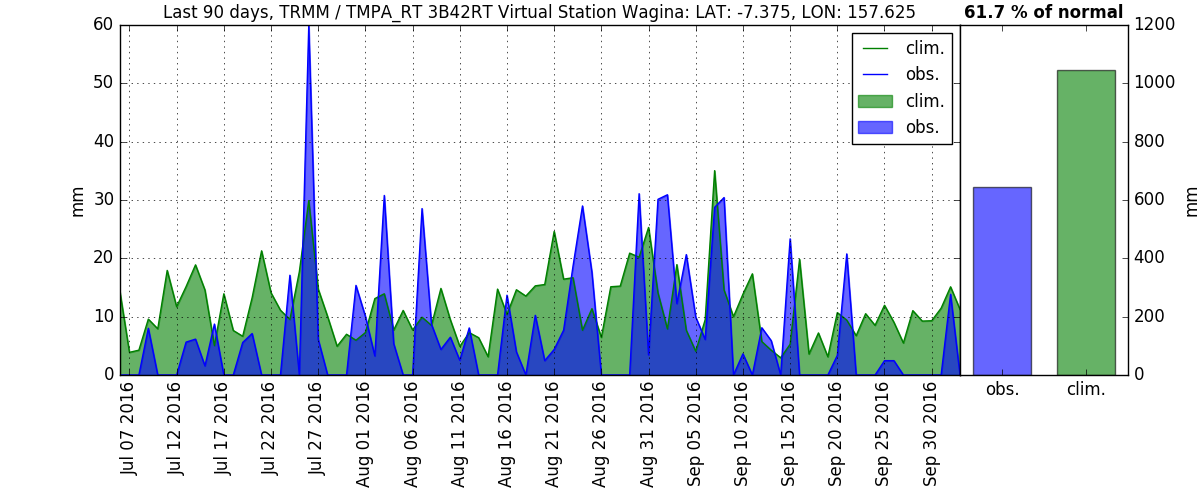 Last 90 days, TRMM / TMPA_RT 3B42RT Virtual Station Wagina: LAT: -7.375, LON: 157.625
61.7 % of normal
60
50
40
30
20
10
0
mm
clim.
obs.
clim.
obs.
1200
1000
800
600
400
200
0
mm
Jul 07 2016
Jul 12 2016
Jul 17 2016
Jul 22 2016
Jul 27 2016
Aug 01 2016
Aug 06 2016
Aug 11 2016
Aug 16 2016
Aug 21 2016
Aug 26 2016
Aug 31 2016
Sep 05 2016
Sep 10 2016
Sep 15 2016
Sep 20 2016
Sep 25 2016
Sep 30 2016
obs.
clim.